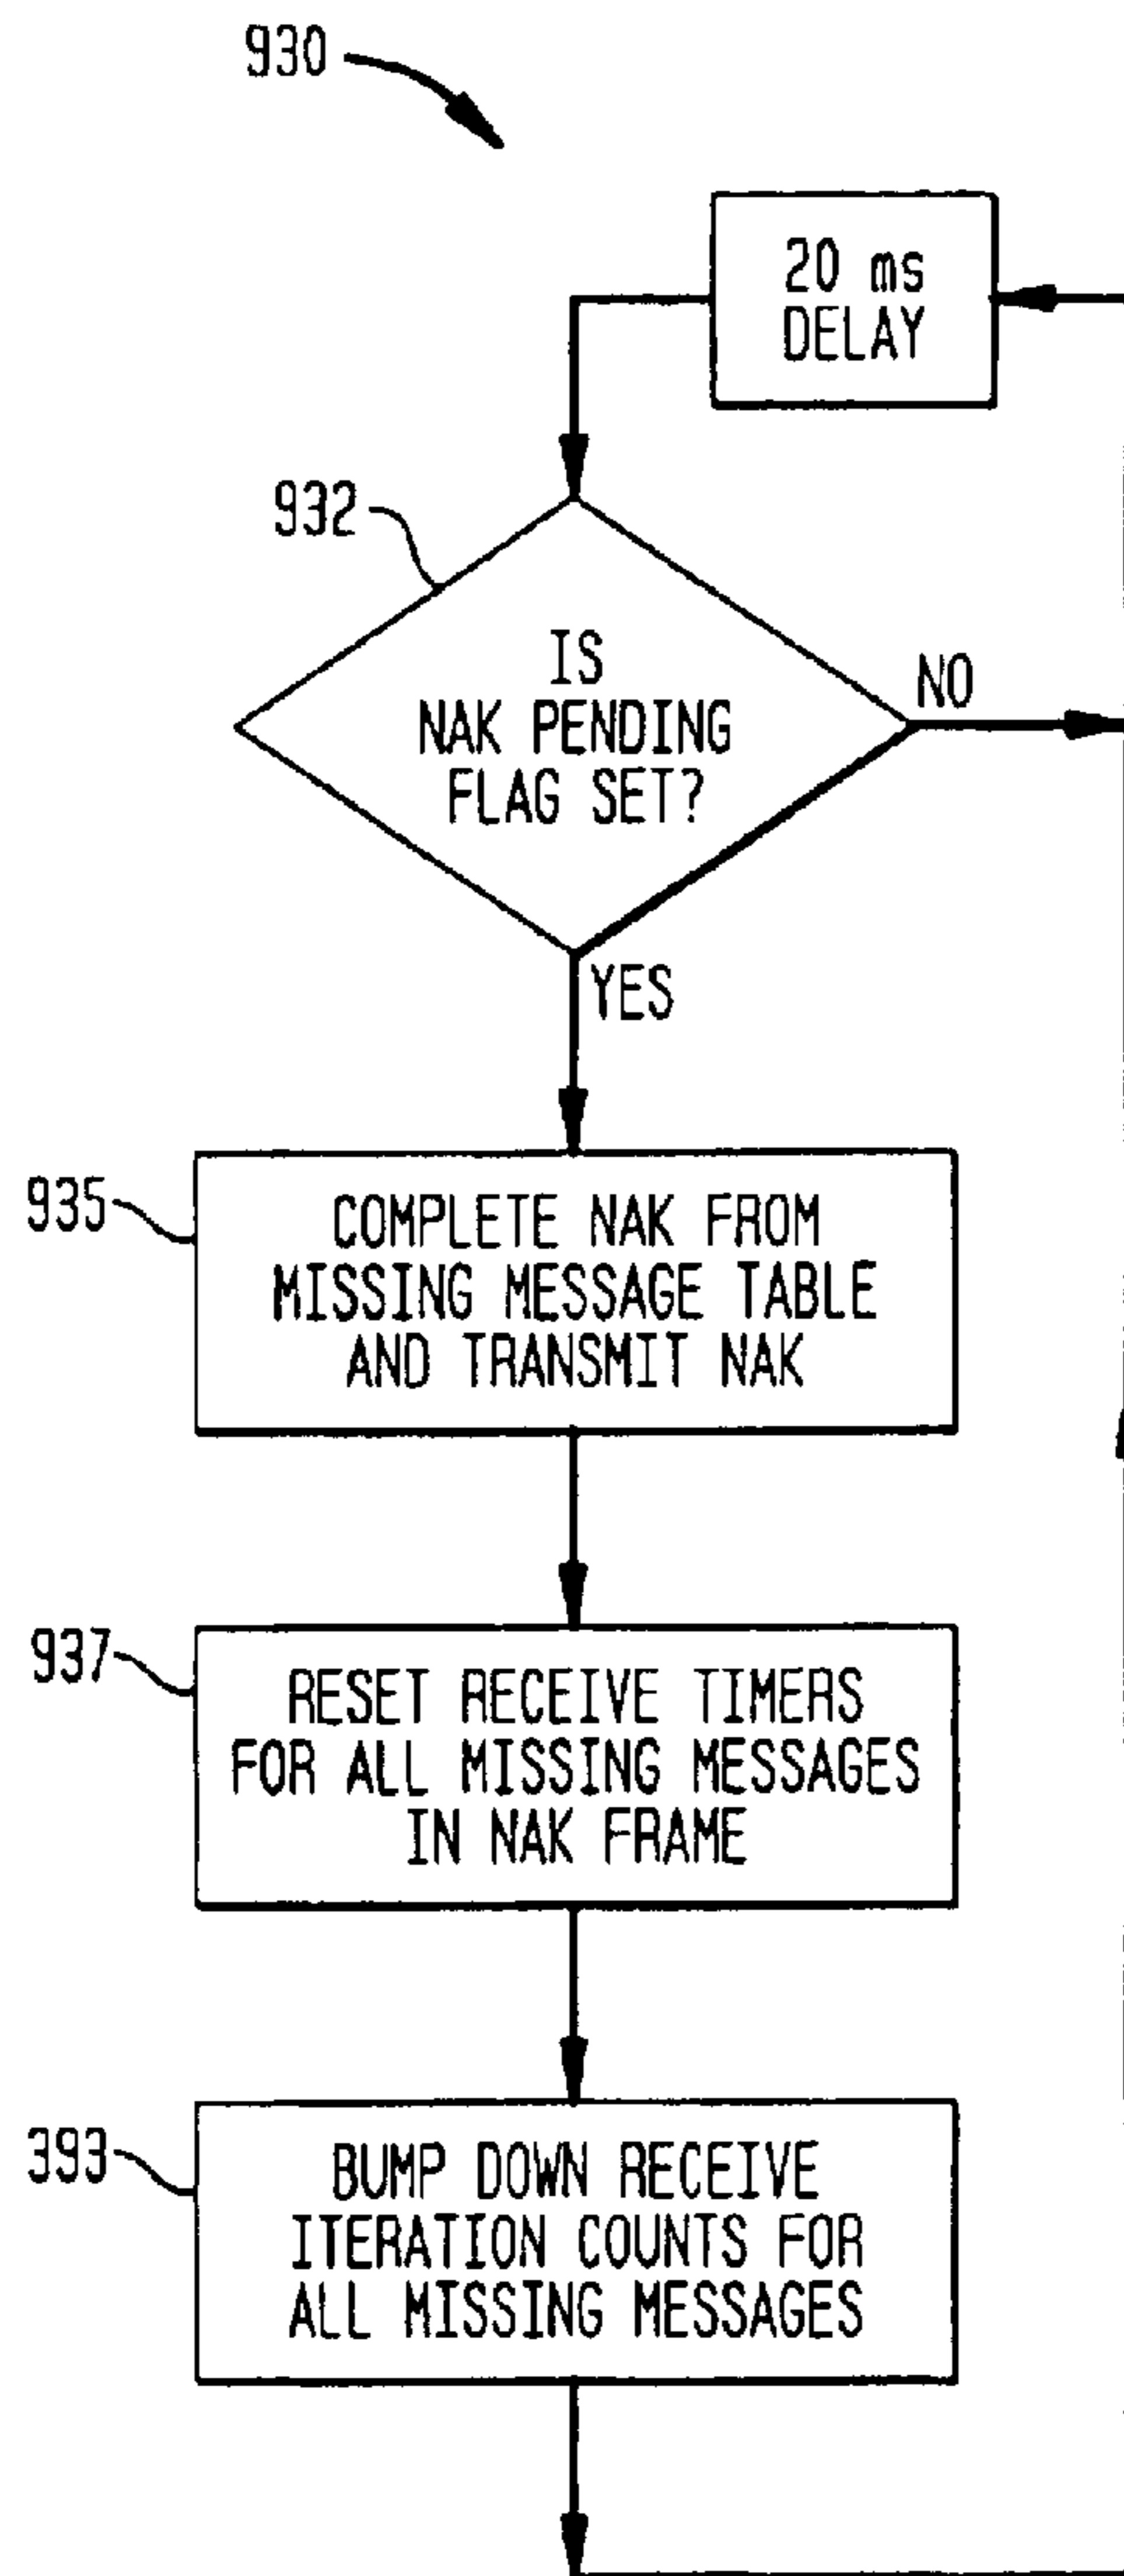 930
20 ms
DELAY
932
IS
NAK PENDING
FLAG SET?
NO
YES
935
COMPLETE NAK FROM
MISSING MESSAGE TABLE
AND TRANSMIT NAK
937
RESET RECEIVE TIMERS
FOR ALL MISSING MESSAGES
IN NAK FRAME
393
BUMP DOWN RECEIVE
ITERATION COUNTS FOR
ALL MISSING MESSAGES